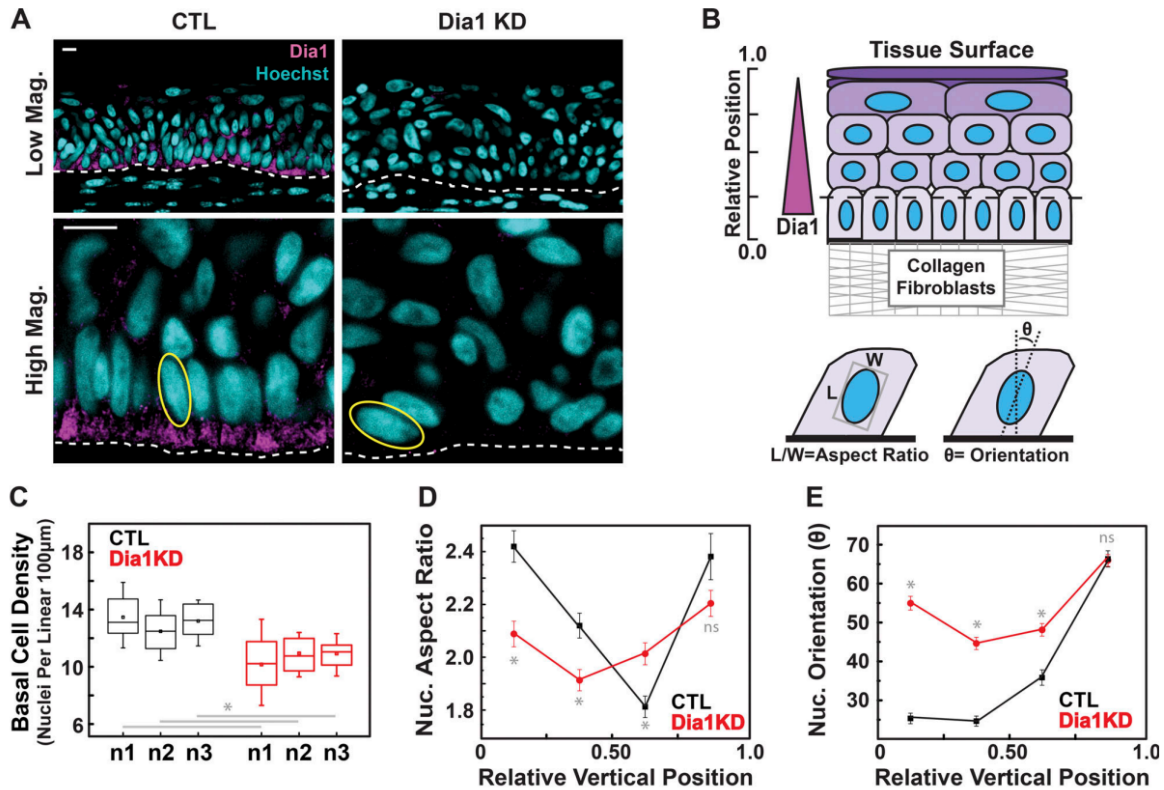 A
CTL
Dia1 KD
Low Mag.
Dia1
Hoechst
High Mag.
B
1.0
Tissue Surface
Relative Position
Dia1
0.0
Collagen
Fibroblasts
W
L
θ
L/W=Aspect Ratio
θ= Orientation
C
Basal Cell Density
(Nuclei Per Linear 100µm)
CTL
Dia1KD
18
14
10
6
*
n1 n2 n3 n1 n2 n3
D
Nuc. Aspect Ratio
2.4
2.2
2.0
1.8
*
*
*
ns
CTL
Dia1KD
0 0.50 1.0
Relative Vertical Position
E
Nuc. Orientation (θ)
70
55
40
25
*
*
*
ns
CTL
Dia1KD
0 0.50 1.0
Relative Vertical Position